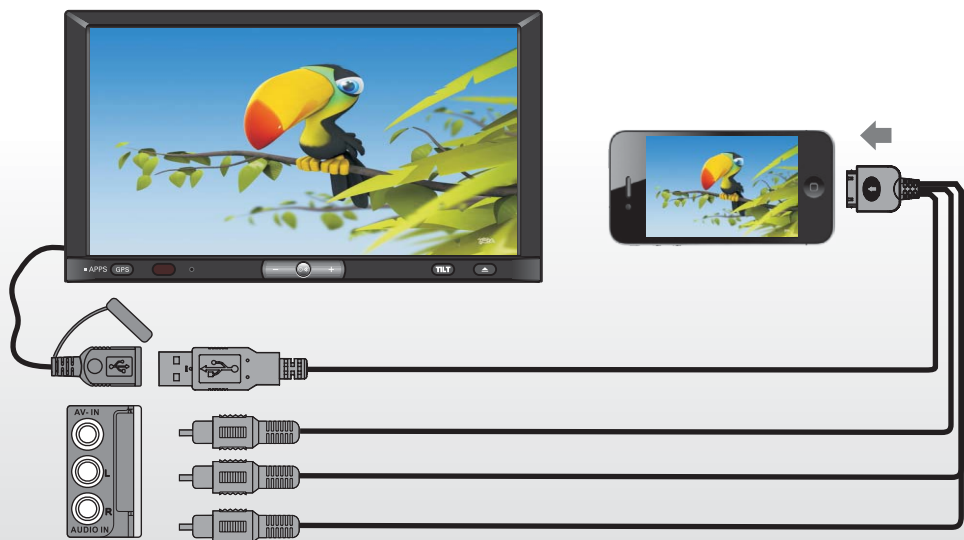 APPS GPS
− +
TILT
AV- IN
L
R
AUDIO IN